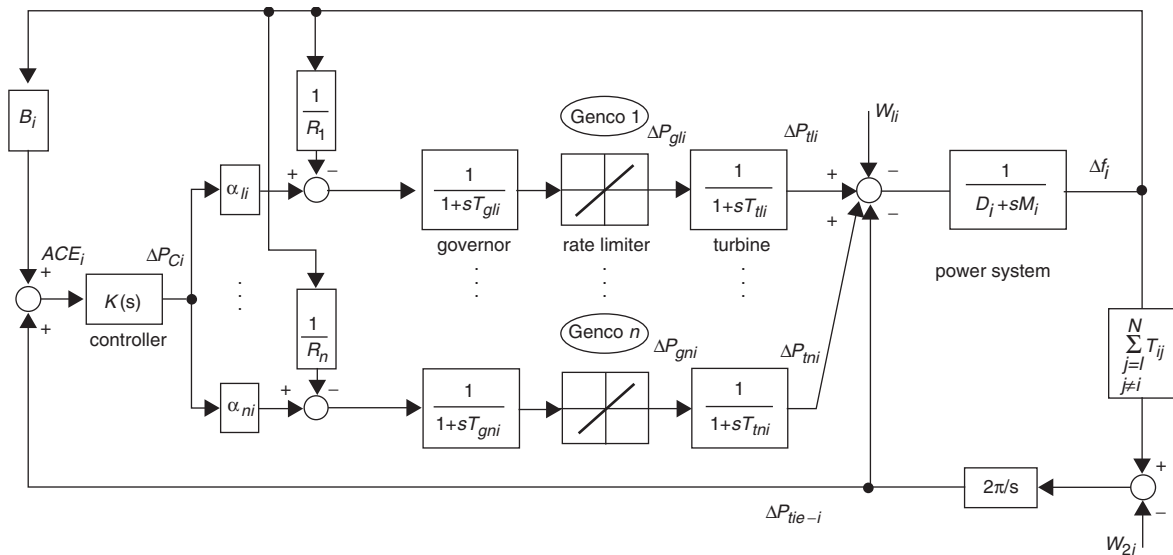 B_i
1
R_1
Genco 1
ΔP_gli
ΔP_tli
W_li
Δf_i
α_li
+
−
1
1+sT_gli
governor
rate limiter
1
1+sT_tli
turbine
+
+
−
−
1
D_i +sM_i
power system
ACE_i
+
+
K(s)
controller
ΔP_Ci
1
R_n
Genco n
ΔP_gni
ΔP_tni
α_ni
+
−
1
1+sT_gni
1
1+sT_tni
N
Σ T_ij
j=l
j≠i
+
−
2π/s
ΔP_tie−i
W_2i